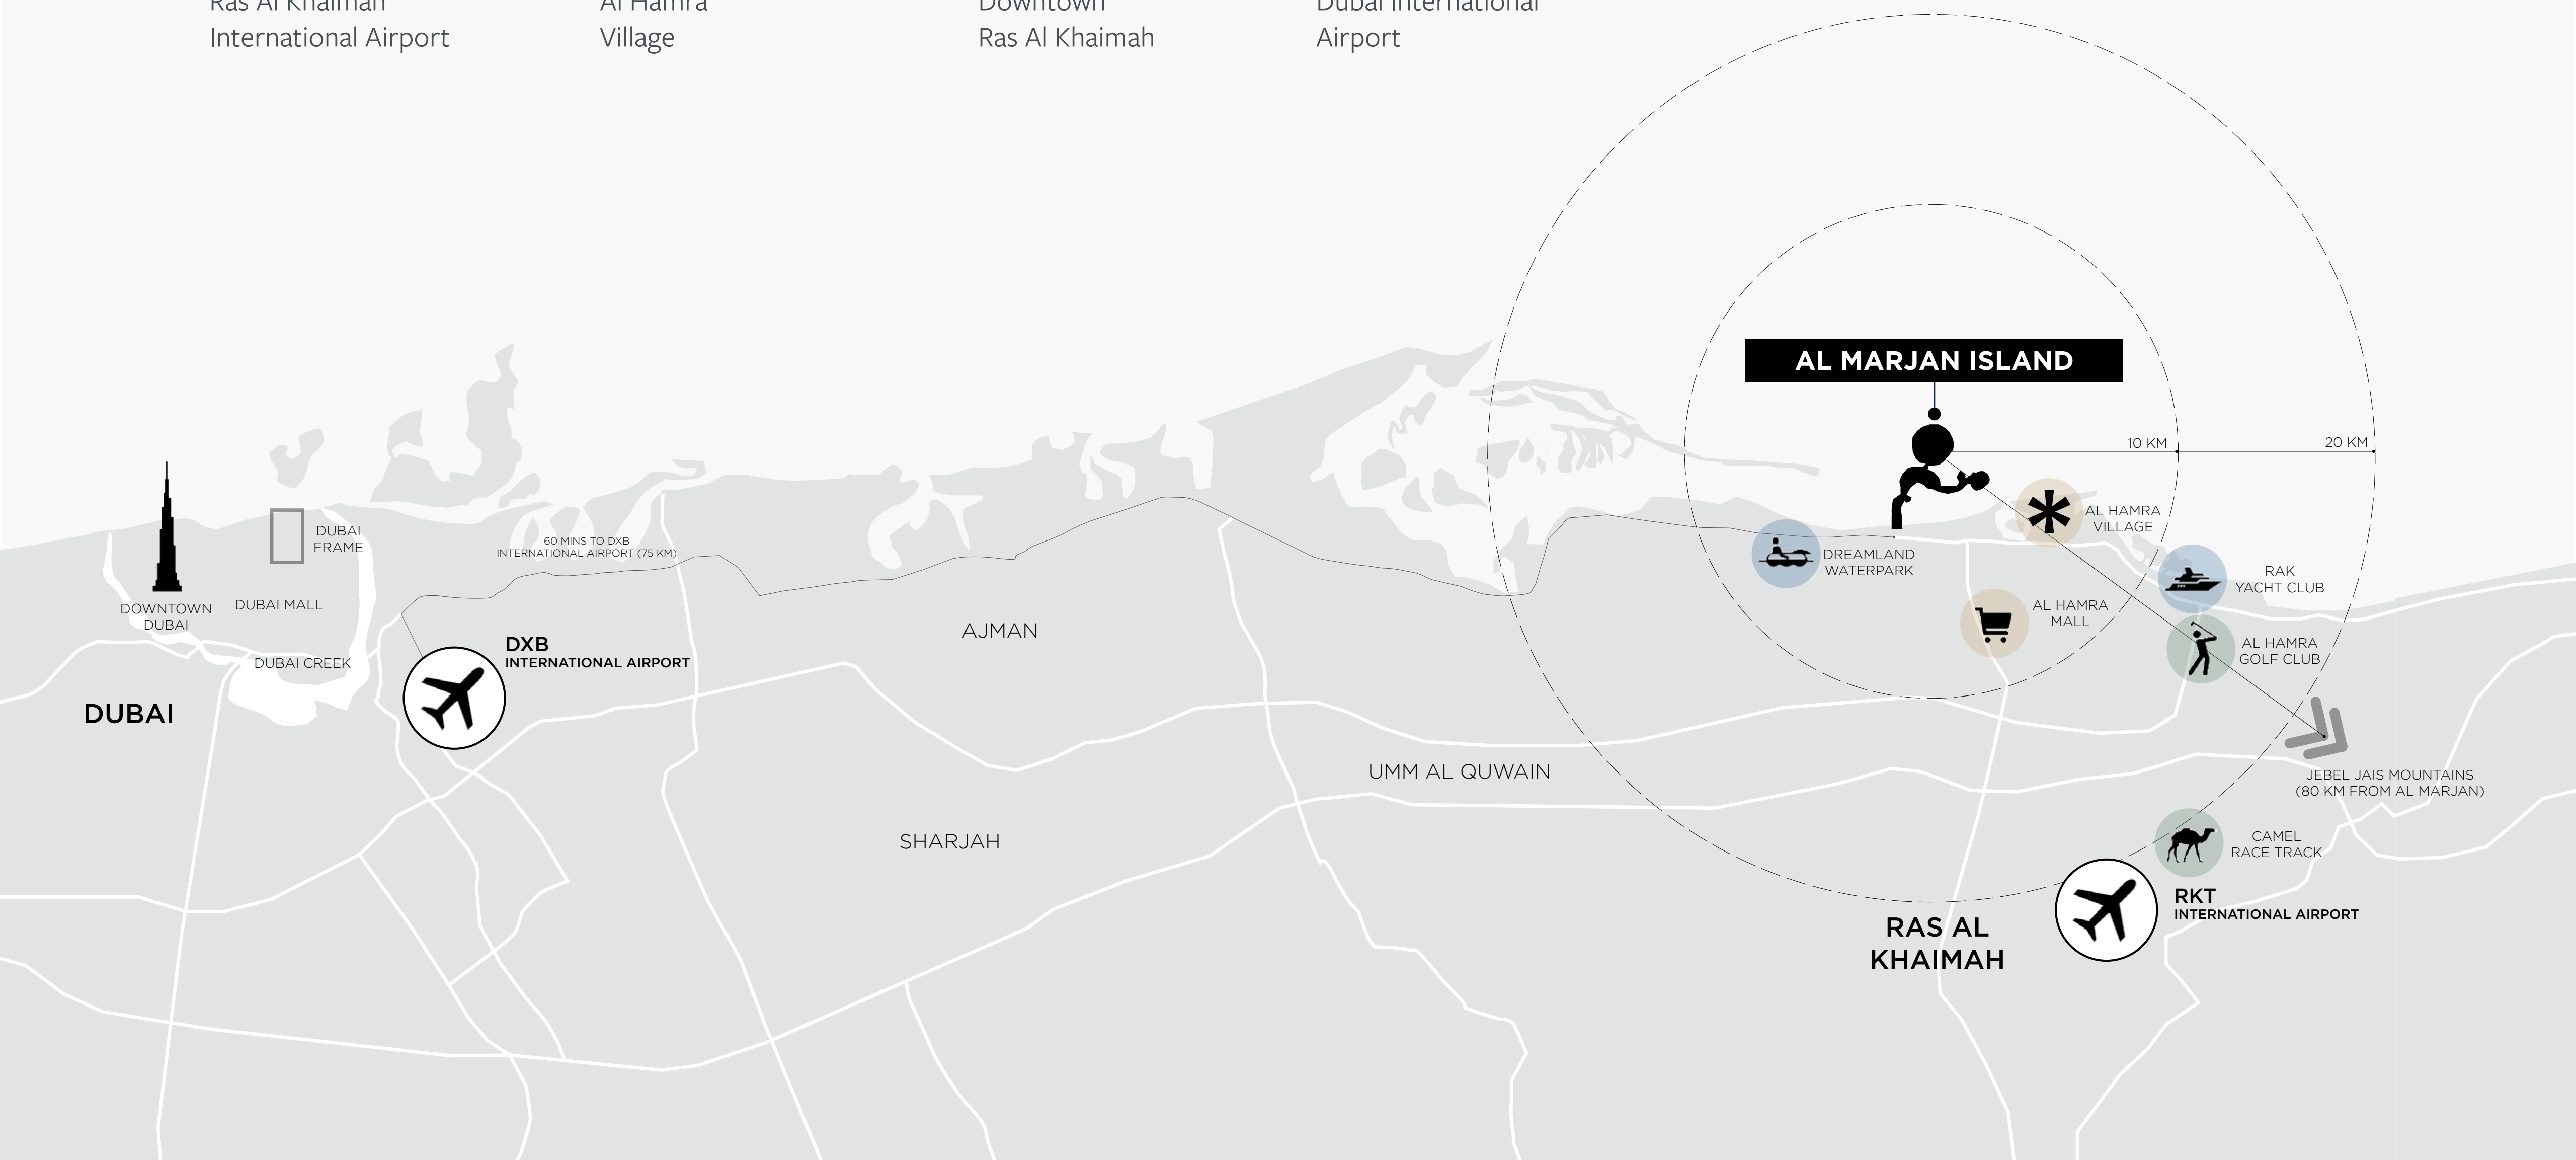 Ras Al Khaimah
International Airport
Al Hamra
Village
Downtown
Ras Al Khaimah
Dubai International
Airport
AL MARJAN ISLAND
10 KM
20 KM
AL HAMRA
VILLAGE
DREAMLAND
WATERPARK
RAK
YACHT CLUB
AL HAMRA
MALL
AL HAMRA
GOLF CLUB
DUBAI
FRAME
60 MINS TO DXB
INTERNATIONAL AIRPORT (75 KM)
DOWNTOWN
DUBAI
DUBAI MALL
DUBAI CREEK
DXB
INTERNATIONAL AIRPORT
AJMAN
DUBAI
UMM AL QUWAIN
JEBEL JAIS MOUNTAINS
(80 KM FROM AL MARJAN)
SHARJAH
CAMEL
RACE TRACK
RKT
INTERNATIONAL AIRPORT
RAS AL
KHAIMAH